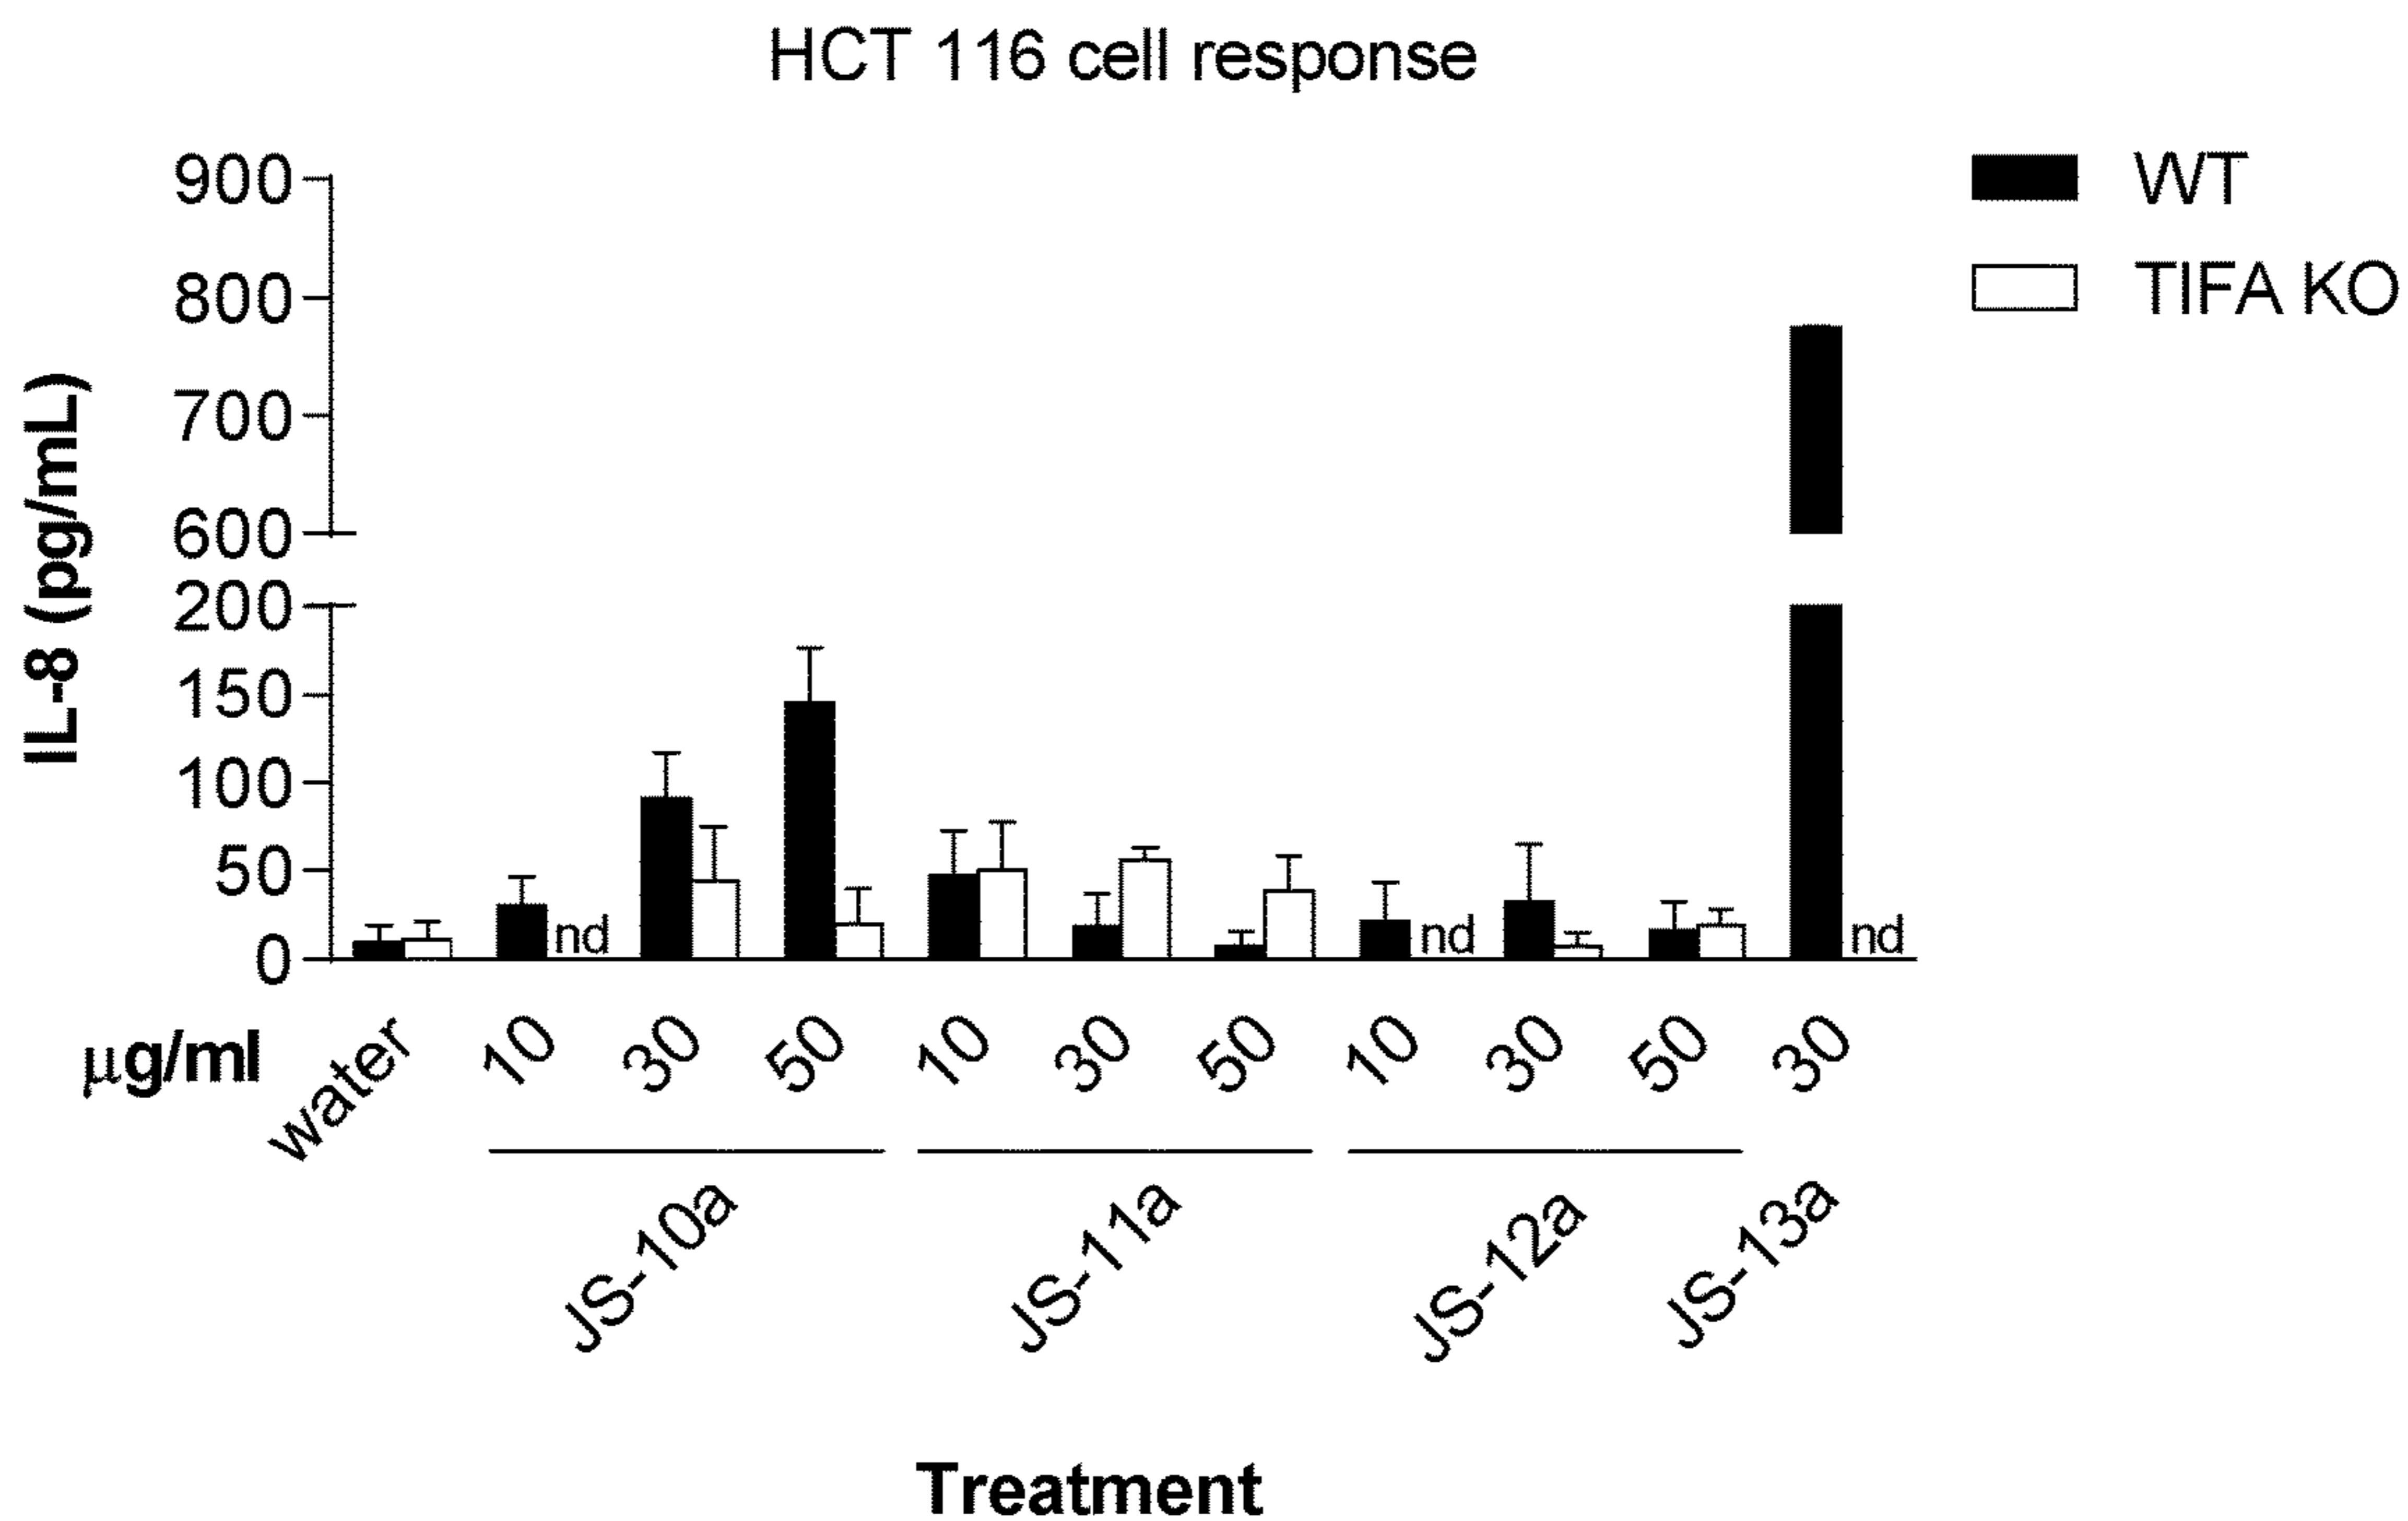 HCT 116 cell response
WT
TIFA KO
IL-8 (pg/mL)
900
800
700
600
200
150
100
50
0
nd
nd
nd
µg/ml
water
10
30
50
10
30
50
10
30
50
30
JS-10a
JS-11a
JS-12a
JS-13a
Treatment